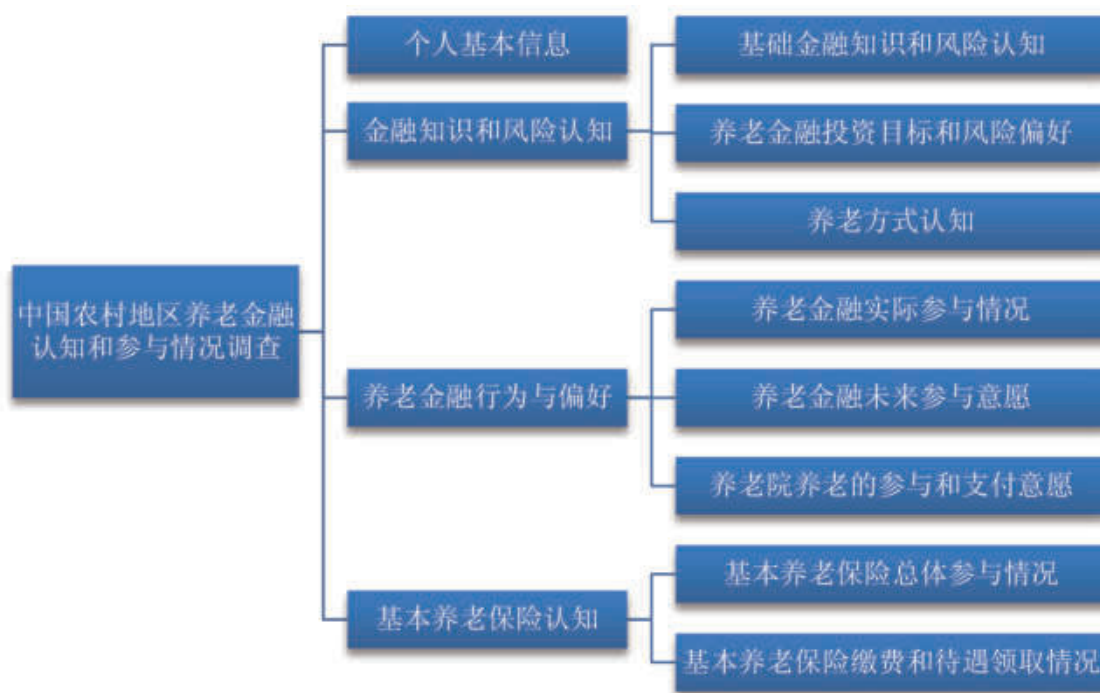 中国农村地区养老金融
认知和参与情况调查
个人基本信息
金融知识和风险认知
基础金融知识和风险认知
养老金融投资目标和风险偏好
养老方式认知
养老金融行为与偏好
养老金融实际参与情况
养老金融未来参与意愿
养老院养老的参与和支付意愿
基本养老保险认知
基本养老保险总体参与情况
基本养老保险缴费和待遇领取情况